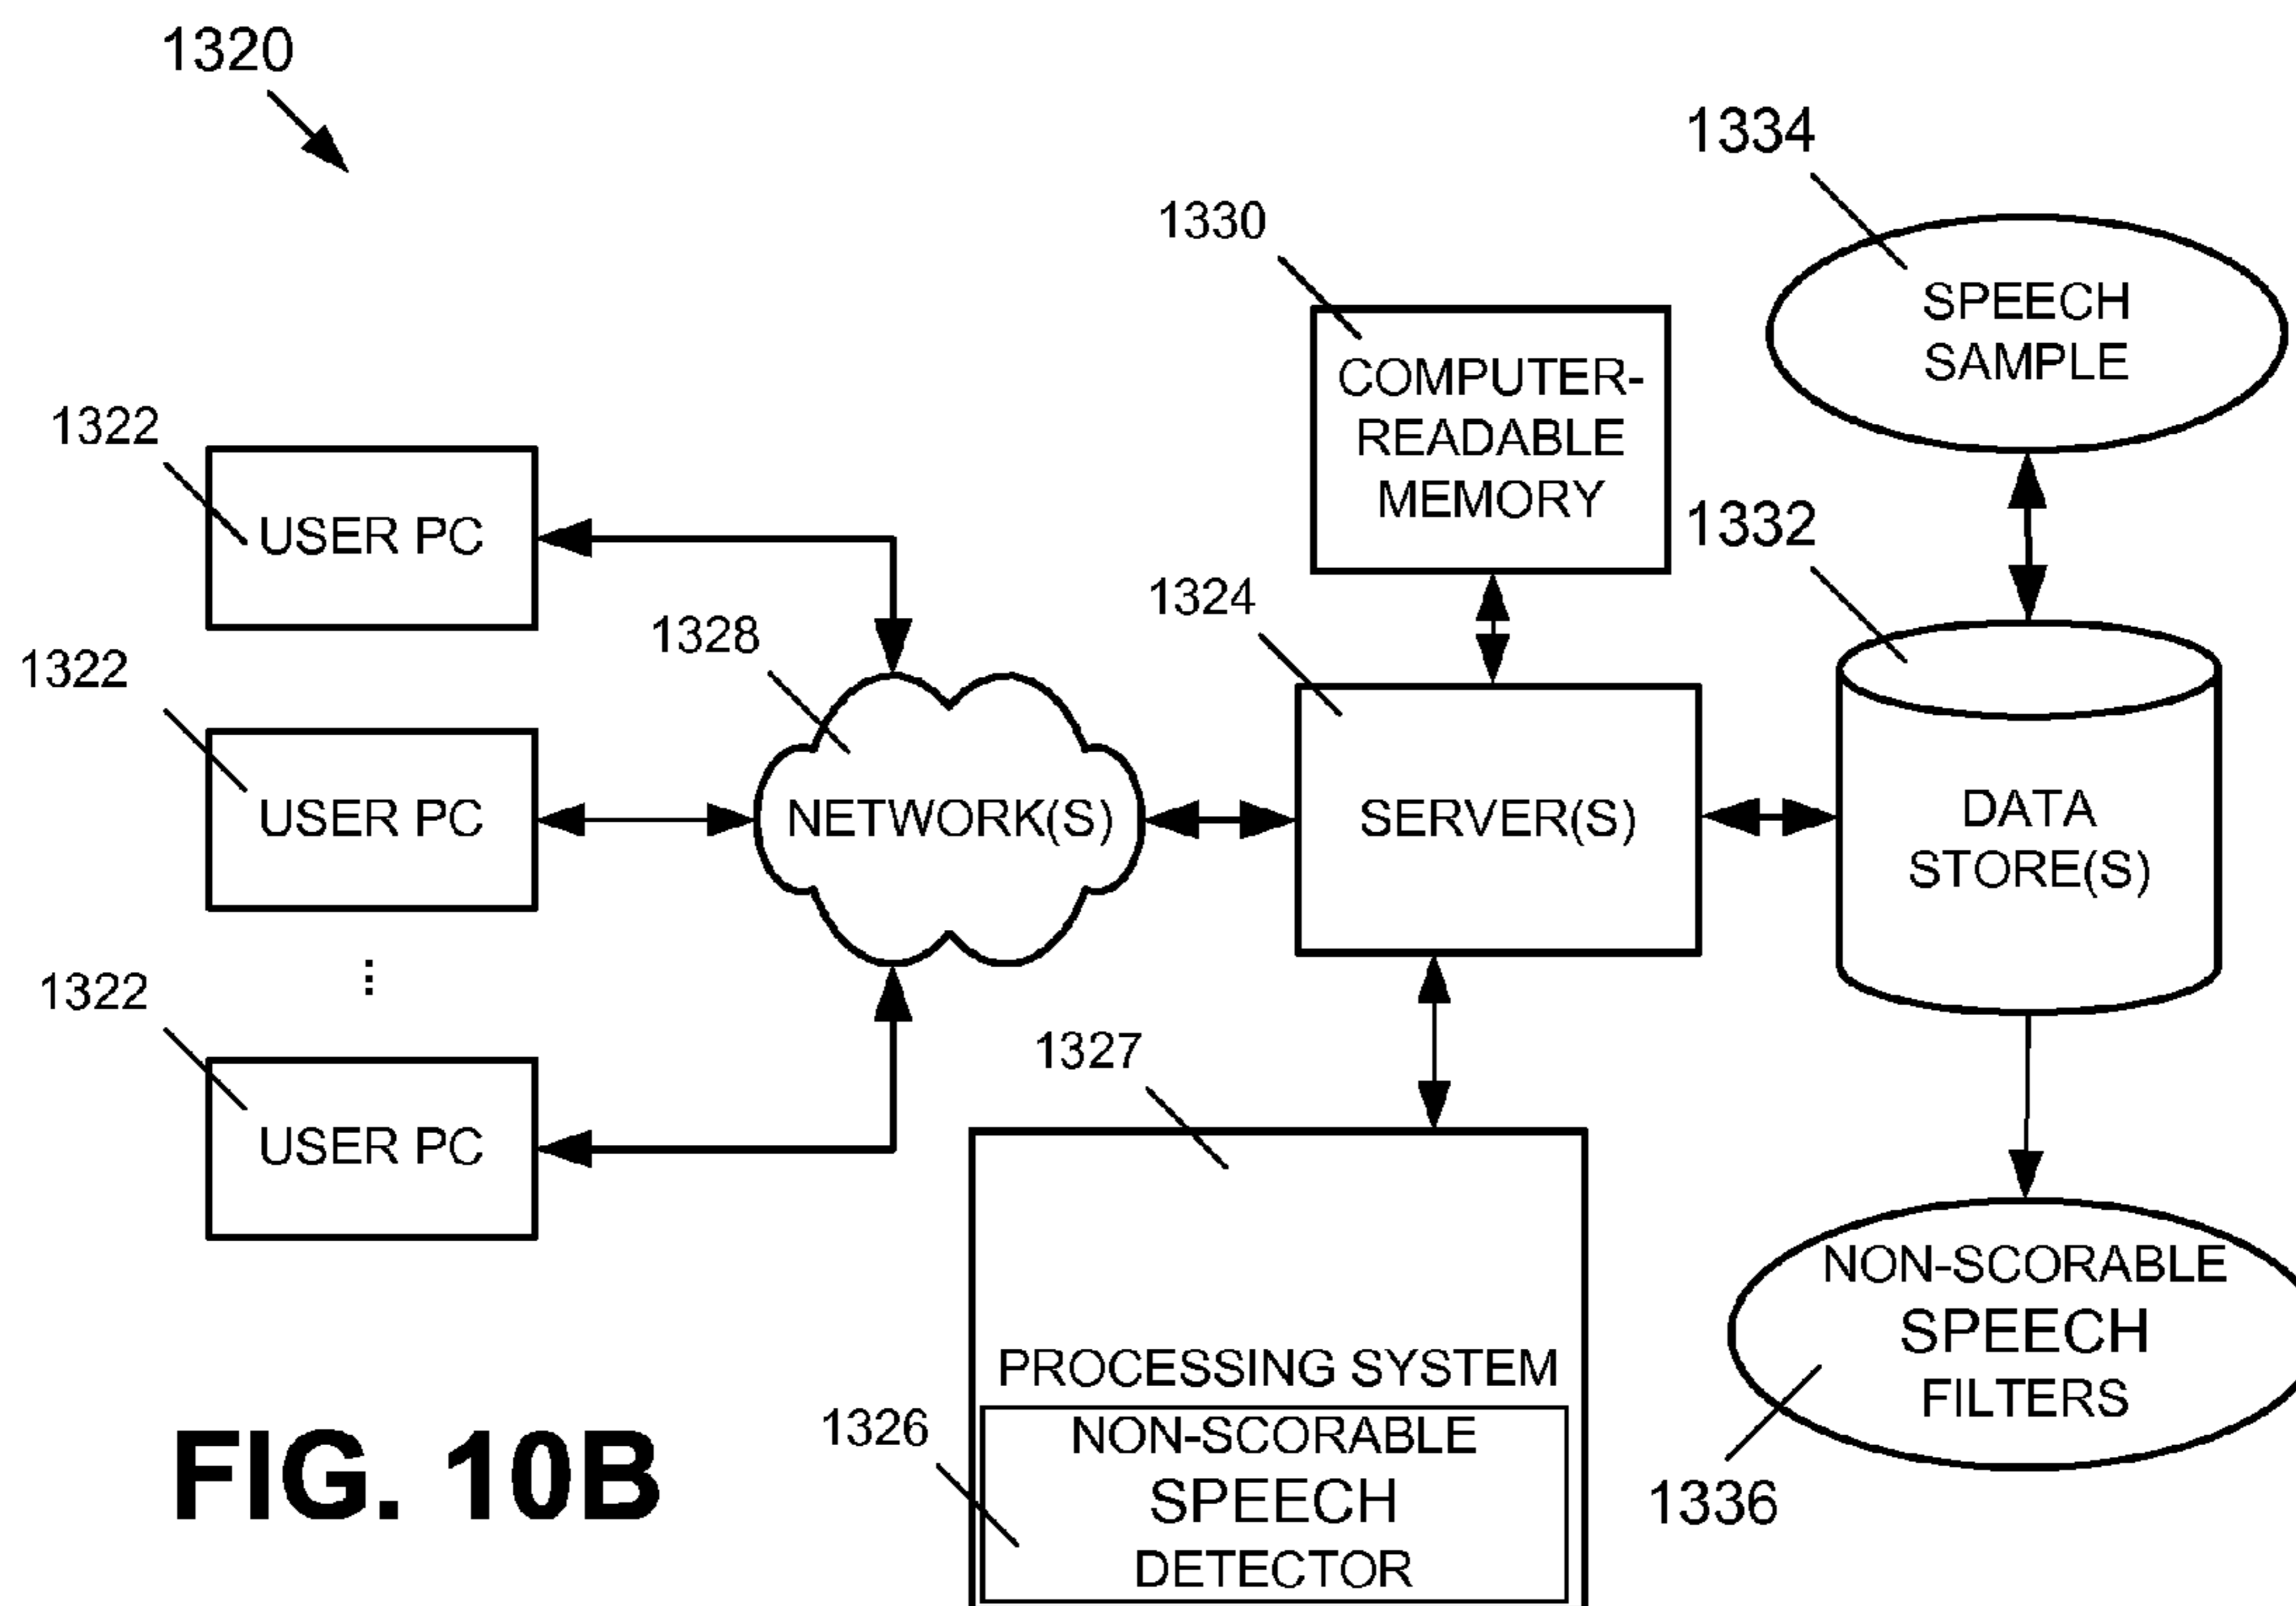 1320
1334
SPEECH
SAMPLE
1330
COMPUTER-
READABLE
MEMORY
1322
USER PC
1332
1324
1328
1322
USER PC
NETWORK(S)
SERVER(S)
DATA
STORE(S)
1322
...
USER PC
1327
PROCESSING SYSTEM
1326
NON-SCORABLE
SPEECH
DETECTOR
NON-SCORABLE
SPEECH
FILTERS
1336
FIG. 10B